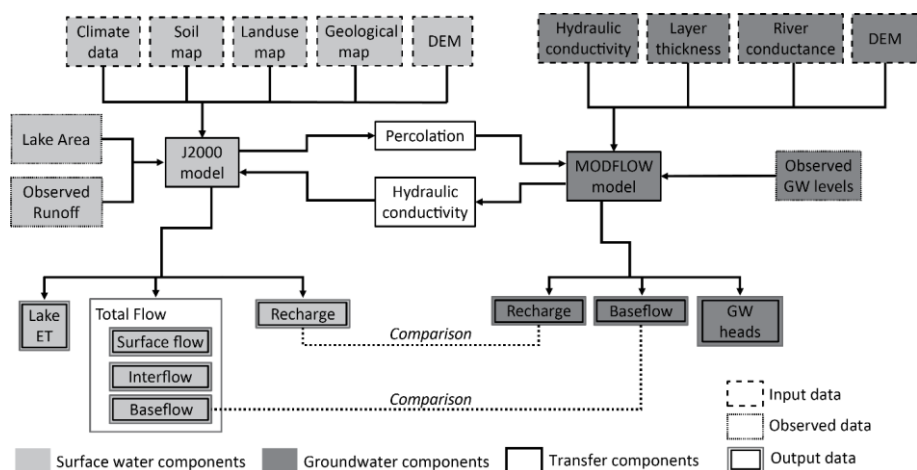 Climate
data
Soil
map
Landuse
map
Geological
map
DEM
Hydraulic
conductivity
Layer
thickness
River
conductance
DEM
Lake Area
Observed
Runoff
J2000
model
Percolation
Hydraulic
conductivity
MODFLOW
model
Observed
GW levels
Lake
ET
Total Flow
Surface flow
Interflow
Baseflow
Recharge
Comparison
Comparison
Recharge
Baseflow
GW
heads
Input data
Observed data
Output data
Surface water components
Groundwater components
Transfer components